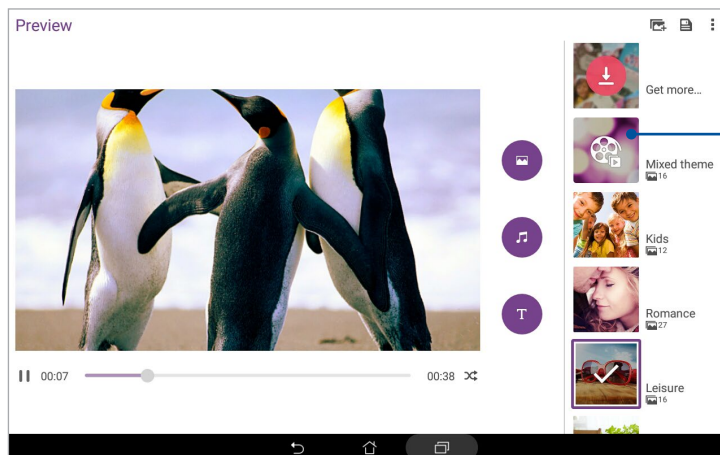 Preview
Get more...
Mixed theme
16
Kids
12
T
Romance
27
00:07
00:38
Leisure
16